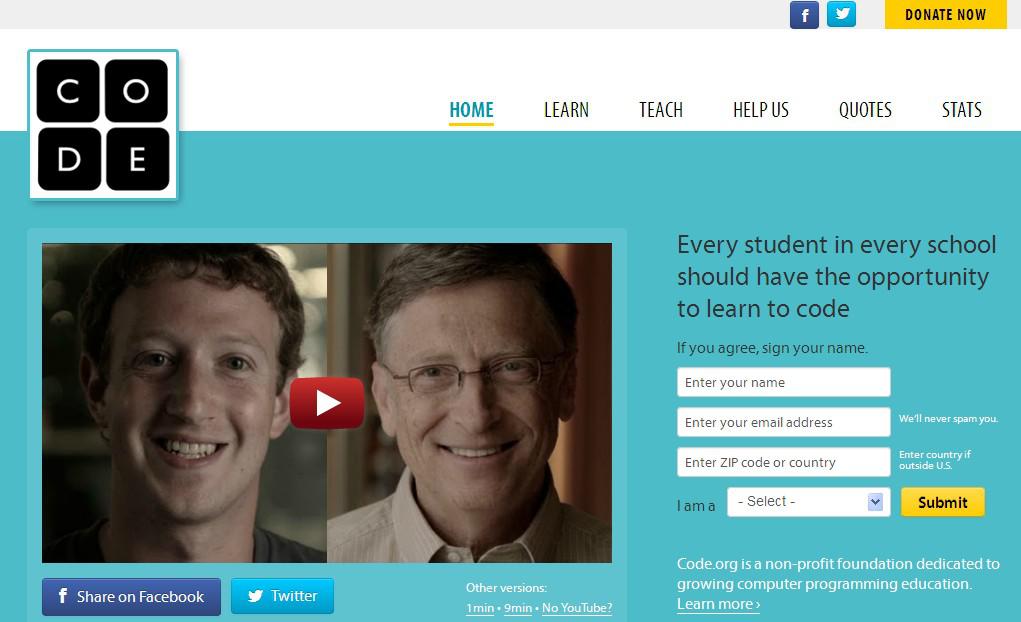 f
DONATE NOW
C O
D E
HOME LEARN TEACH HELP US QUOTES STATS
Every student in every school
should have the opportunity
to learn to code
If you agree, sign your name.
Enter your name
Enter your email address
We'll never spam you.
Enter ZIP code or country
Enter country if
outside U.S.
I am a
- Select -
Submit
Code.org is a non-profit foundation dedicated to
growing computer programming education.
Learn more ›
f Share on Facebook
Twitter
Other versions:
1min • 9min • No YouTube?